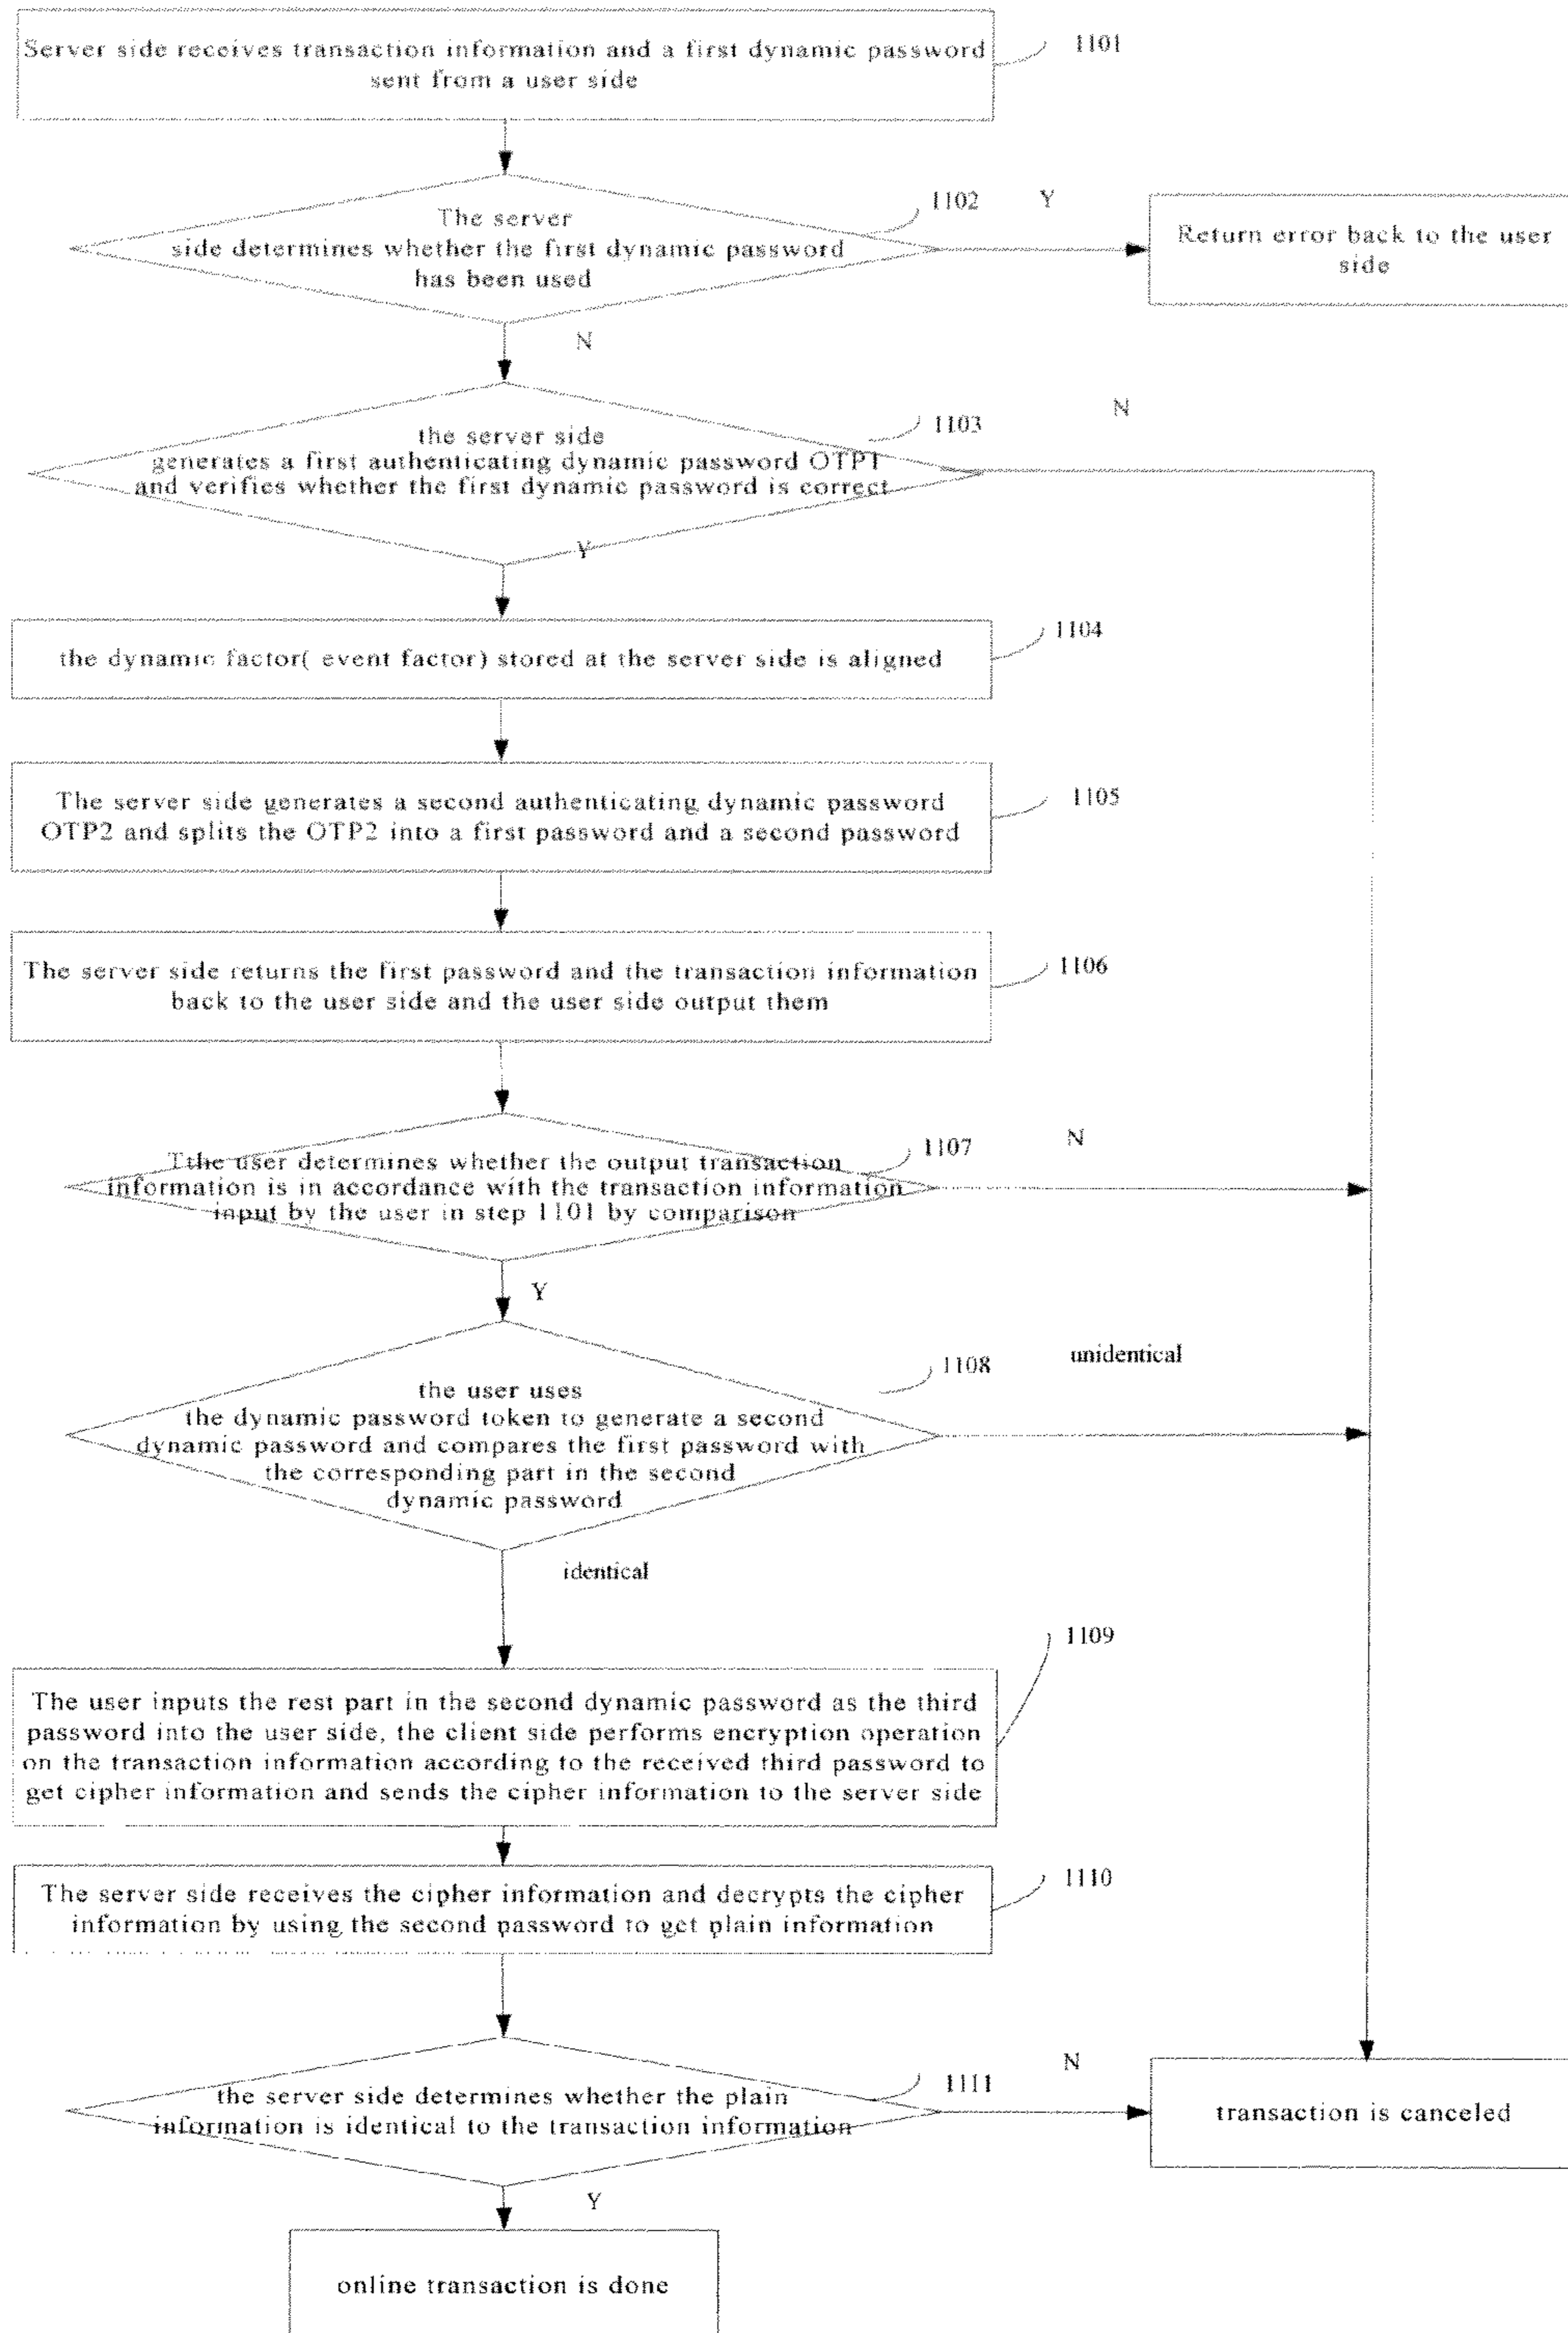 Server side receives transaction information and a first dynamic password
sent from a user side
1101
The server
side determines whether the first dynamic password
has been used
1102
Y
Return error back to the user
side
N
the server side
generates a first authenticating dynamic password OTP1
and verifies whether the first dynamic password is correct
1103
N
Y
the dynamic factor( event factor) stored at the server side is aligned
1104
The server side generates a second authenticating dynamic password
OTP2 and splits the OTP2 into a first password and a second password
1105
The server side returns the first password and the transaction information
back to the user side and the user side output them
1106
Tthe user determines whether the output transaction
information is in accordance with the transaction information
input by the user in step 1101 by comparison
1107
N
Y
the user uses
the dynamic password token to generate a second
dynamic password and compares the first password with
the corresponding part in the second
dynamic password
1108
unidentical
identical
1109
The user inputs the rest part in the second dynamic password as the third
password into the user side, the client side performs encryption operation
on the transaction information according to the received third password to
get cipher information and sends the cipher information to the server side
The server side receives the cipher information and decrypts the cipher
information by using the second password to get plain information
1110
the server side determines whether the plain
information is identical to the transaction information
1111
N
transaction is canceled
Y
online transaction is done